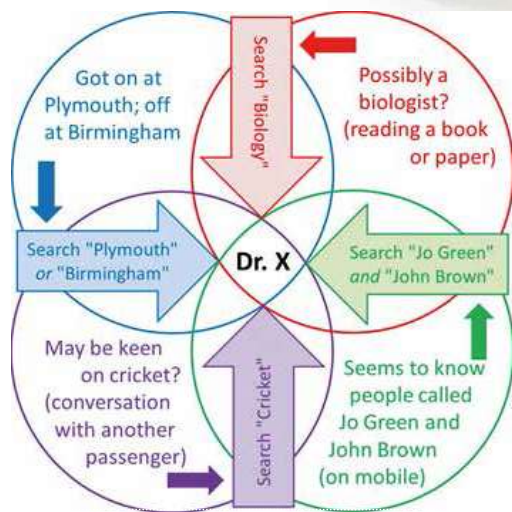 Got on at
Plymouth; off
at Birmingham
Search "Biology"
Possibly a
biologist?
(reading a book
or paper)
Search "Plymouth"
or "Birmingham"
Dr. X
Search "Jo Green"
and "John Brown"
May be keen
on cricket?
(conversation
with another
passenger)
Search "Cricket"
Seems to know
people called
Jo Green and
John Brown
(on mobile)